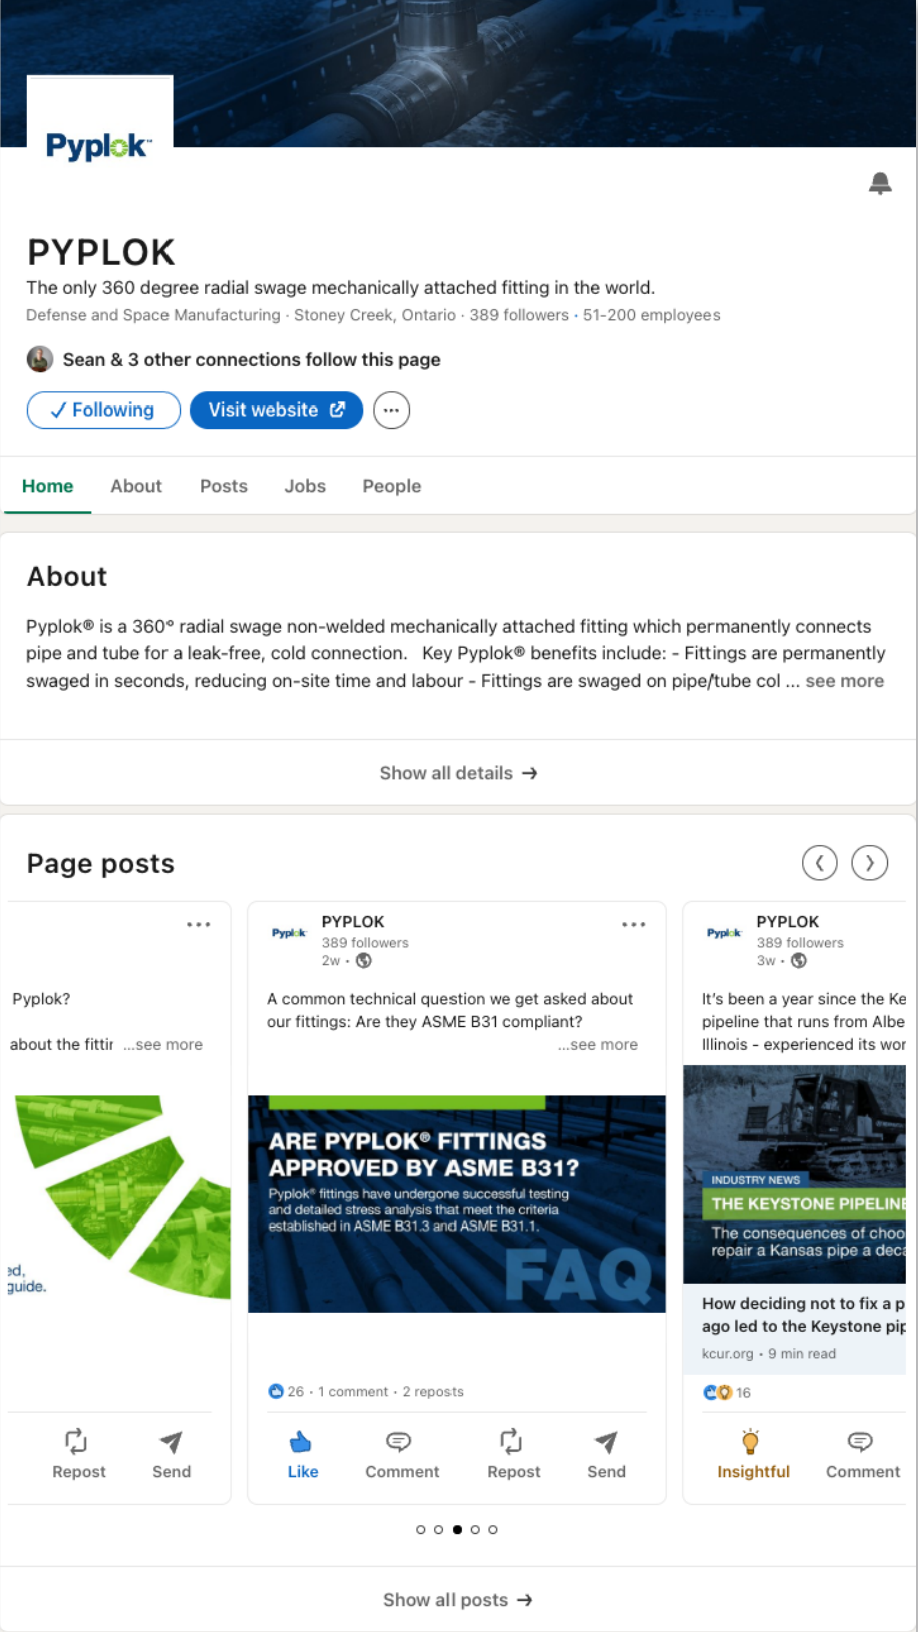 Pyplok™
PYPLOK
The only 360 degree radial swage mechanically attached fitting in the world.
Defense and Space Manufacturing · Stoney Creek, Ontario · 389 followers · 51-200 employees
Sean & 3 other connections follow this page
Following
Visit website
Home
About
Posts
Jobs
People
About
Pyplok® is a 360° radial swage non-welded mechanically attached fitting which permanently connects
pipe and tube for a leak-free, cold connection. Key Pyplok® benefits include: - Fittings are permanently
swaged in seconds, reducing on-site time and labour - Fittings are swaged on pipe/tube col ... see more
Show all details →
Page posts
Pyplok?
about the fittir ...see more
ed,
guide.
Repost
Send
Pyplok
PYPLOK
389 followers
2w •
A common technical question we get asked about
our fittings: Are they ASME B31 compliant?
...see more
ARE PYPLOK® FITTINGS
APPROVED BY ASME B31?
Pyplok® fittings have undergone successful testing
and detailed stress analysis that meet the criteria
established in ASME B31.3 and ASME B31.1.
FAQ
26 · 1 comment · 2 reposts
Like
Comment
Repost
Send
Pyplok
PYPLOK
389 followers
3w •
It's been a year since the Ke
pipeline that runs from Albe
Illinois - experienced its wor
INDUSTRY NEWS
THE KEYSTONE PIPELINE
The consequences of choo
repair a Kansas pipe a deca
How deciding not to fix a p
ago led to the Keystone pip
kcur.org • 9 min read
16
Insightful
Comment
Show all posts →